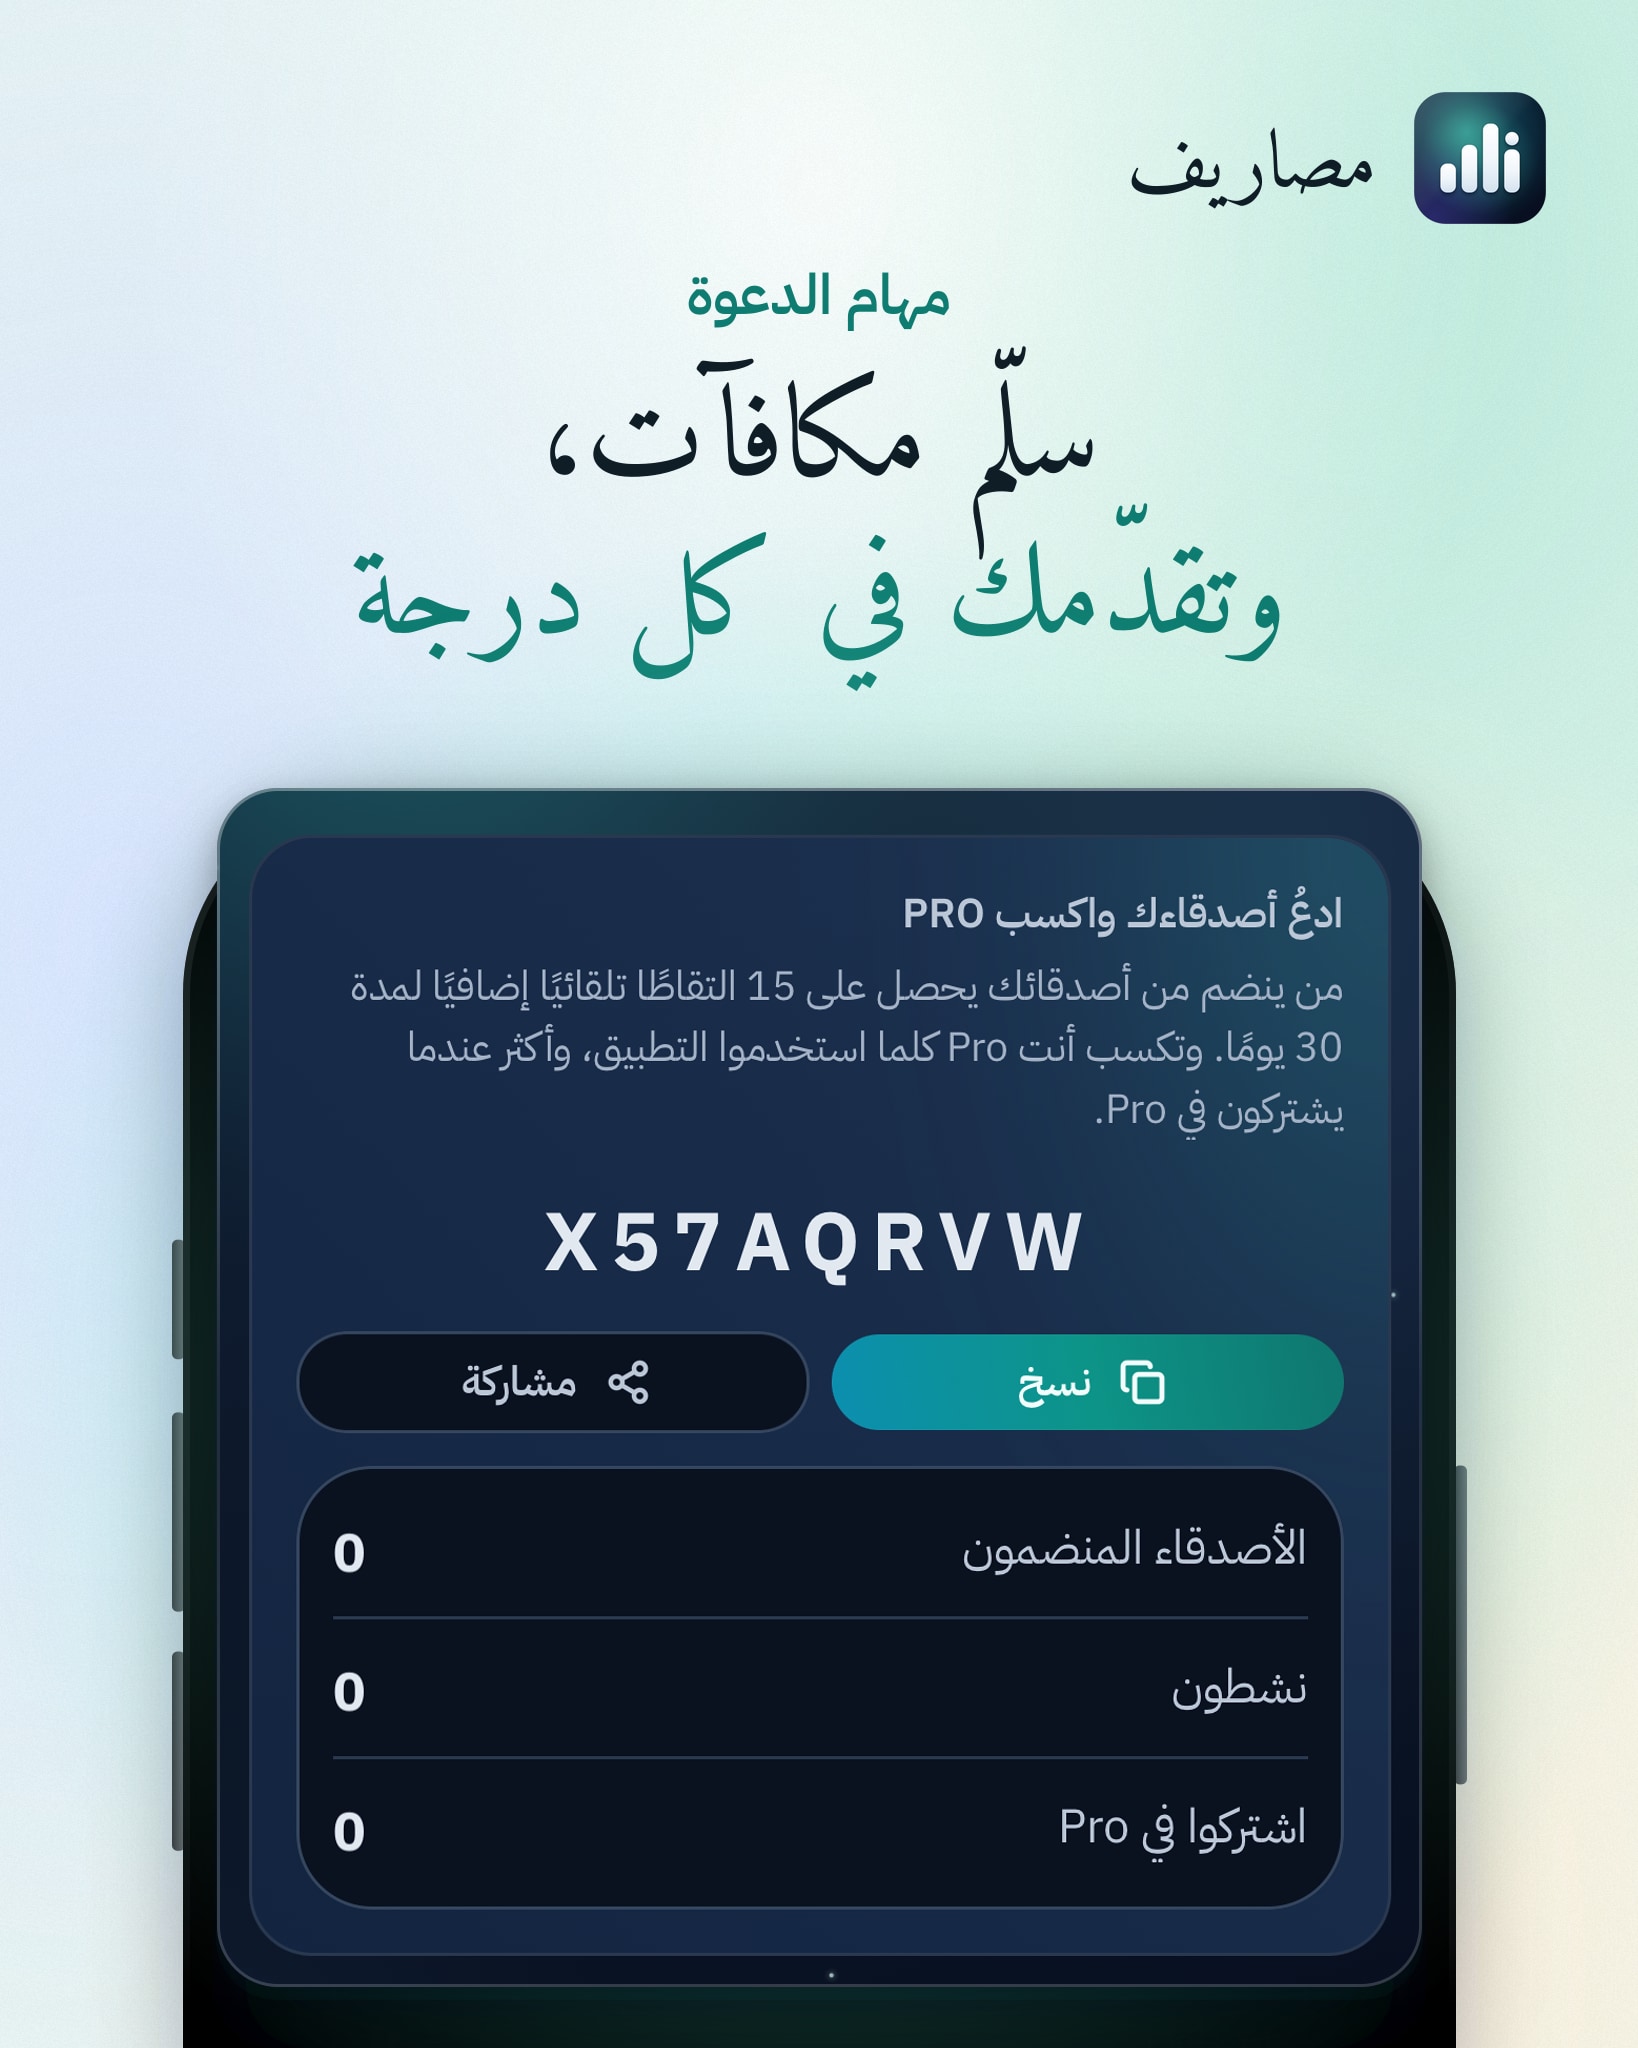 مصاريف
مهام الدعوة
سلّم مكافآت،
وتقدّمك في كل درجة
ادعُ أصدقاءك واكسب PRO
من ينضم من أصدقائك يحصل على 15 التقاطًا تلقائيًا إضافيًا لمدة
30 يومًا. وتكسب أنت Pro كلما استخدموا التطبيق، وأكثر عندما
يشتركون في Pro.
X57AQRVW
نسخ
مشاركة
الأصدقاء المنضمون 0
نشطون 0
اشتركوا في Pro 0